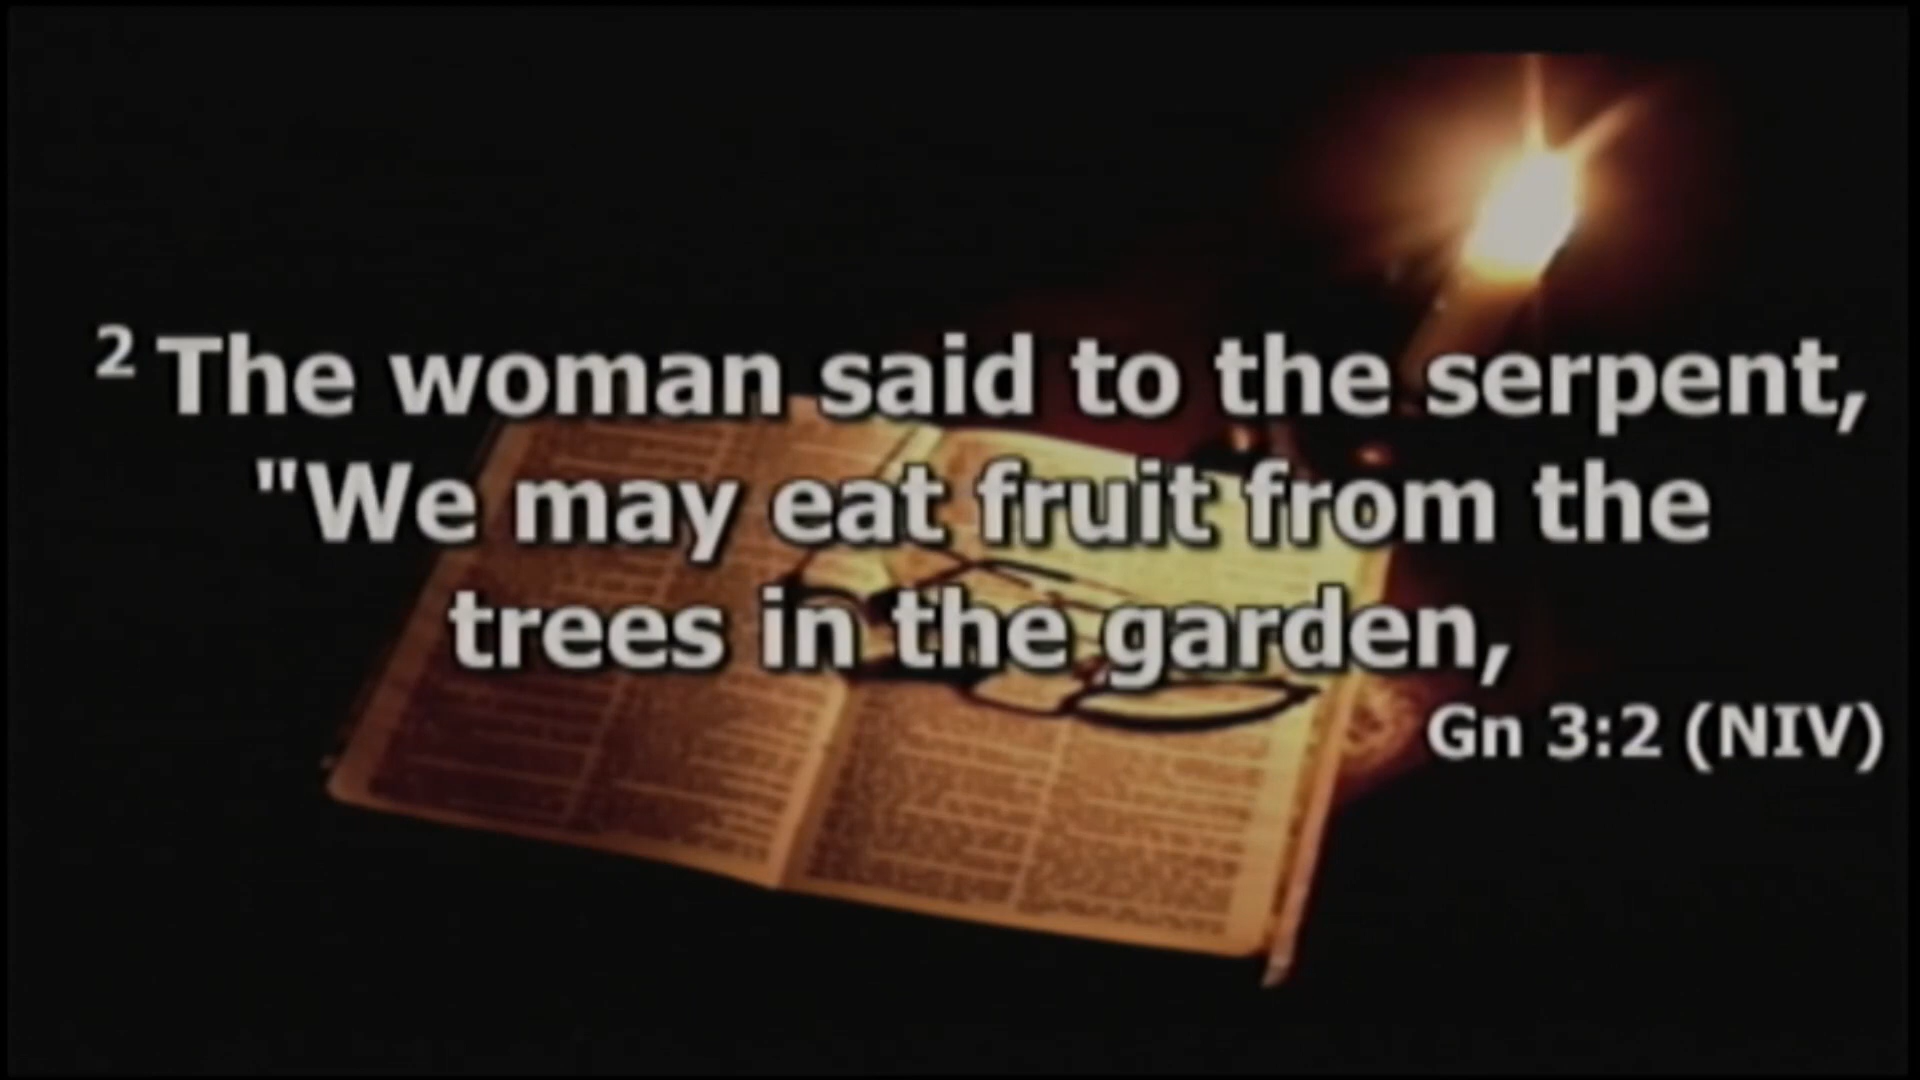 2 The woman said to the serpent,
"We may eat fruit from the
trees in the garden,
Gn 3:2 (NIV)